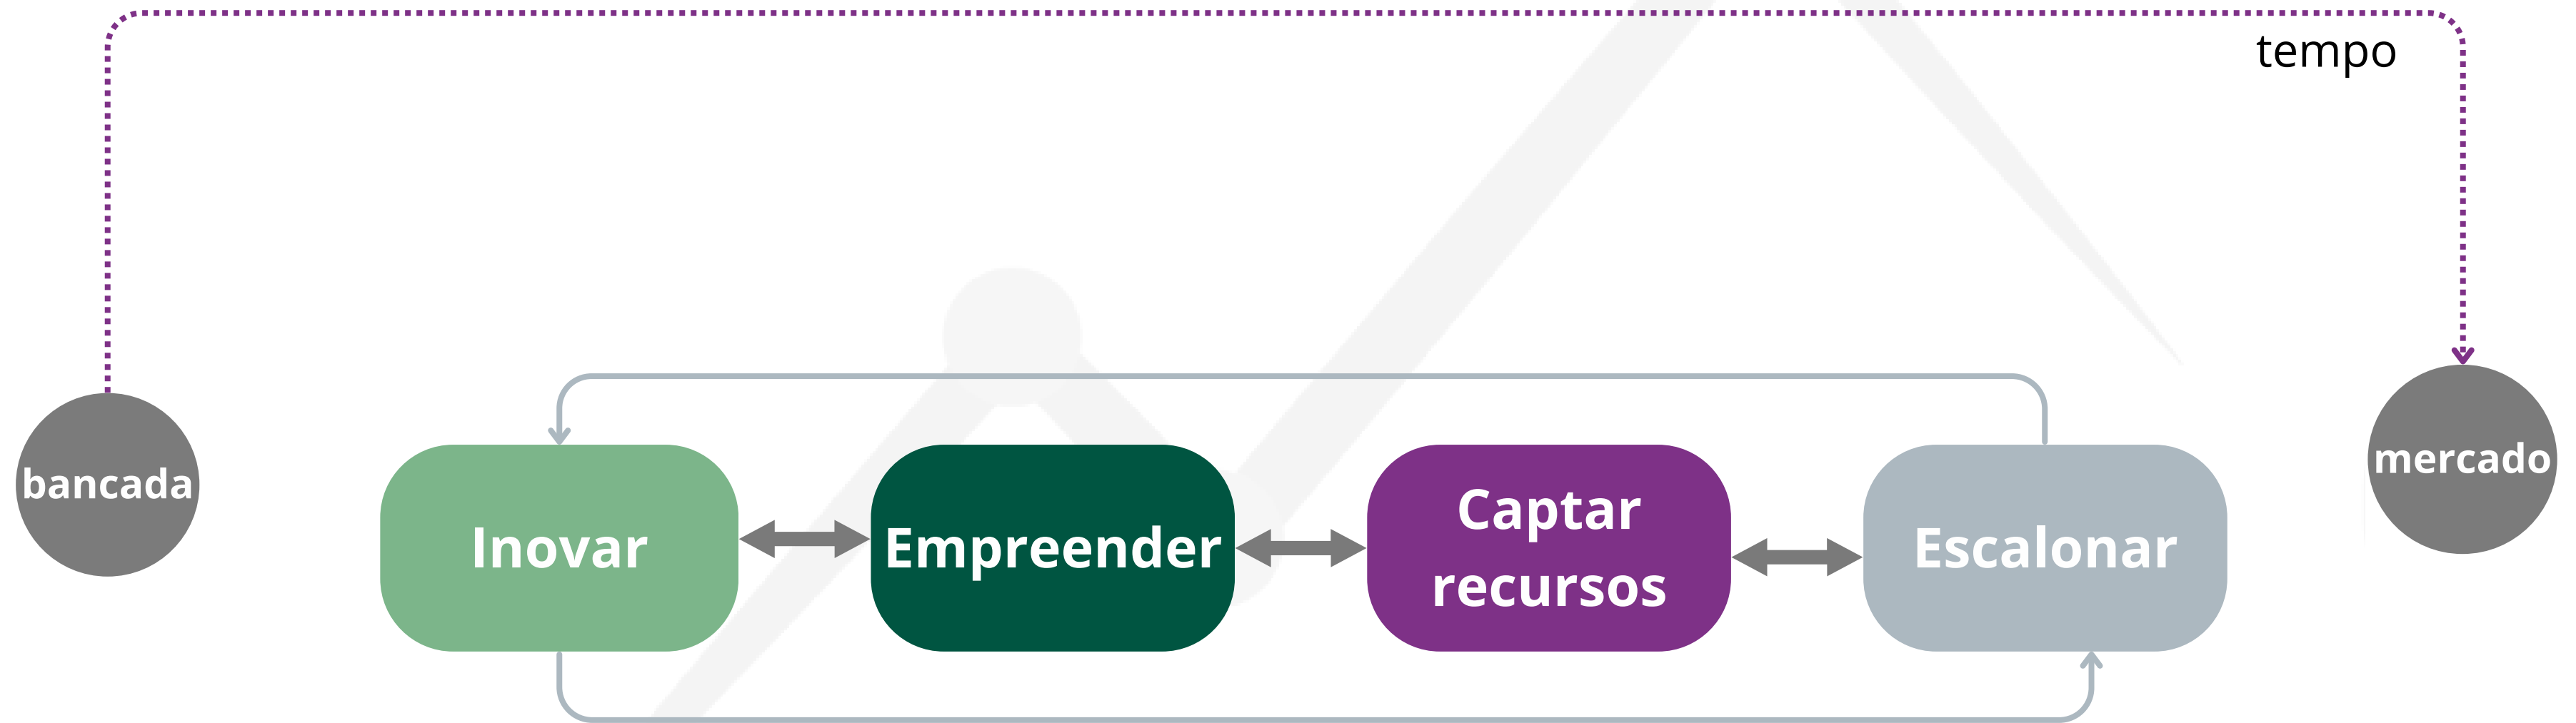 tempo
bancada
Inovar
Empreender
Captar
recursos
Escalonar
mercado